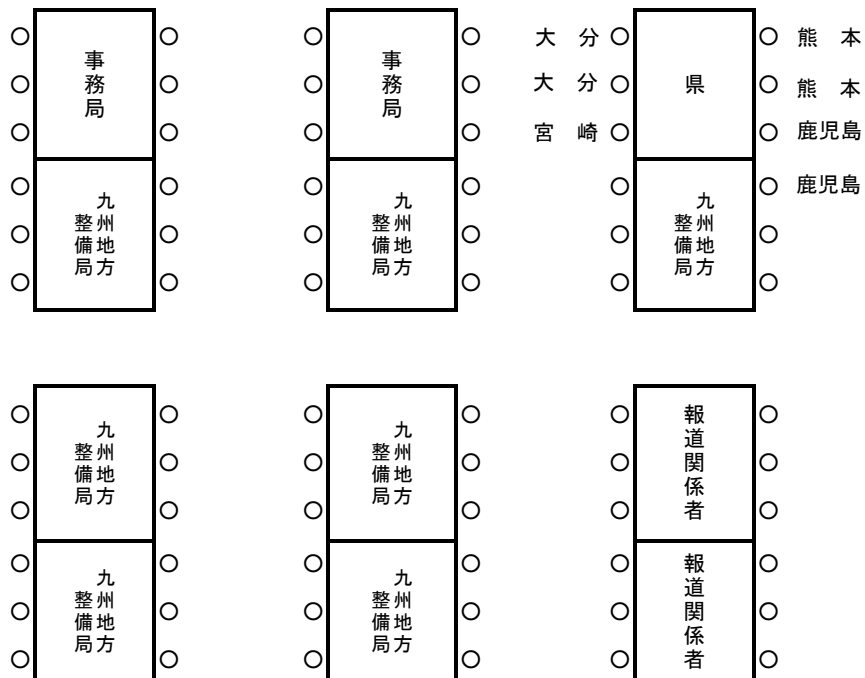 事務局
九州地方
整備局
事務局
九州地方
整備局
大　分
大　分
宮　崎
県
熊　本
熊　本
鹿児島
鹿児島
九州地方
整備局
九州地方
整備局
九州地方
整備局
九州地方
整備局
九州地方
整備局
報道関係者
報道関係者